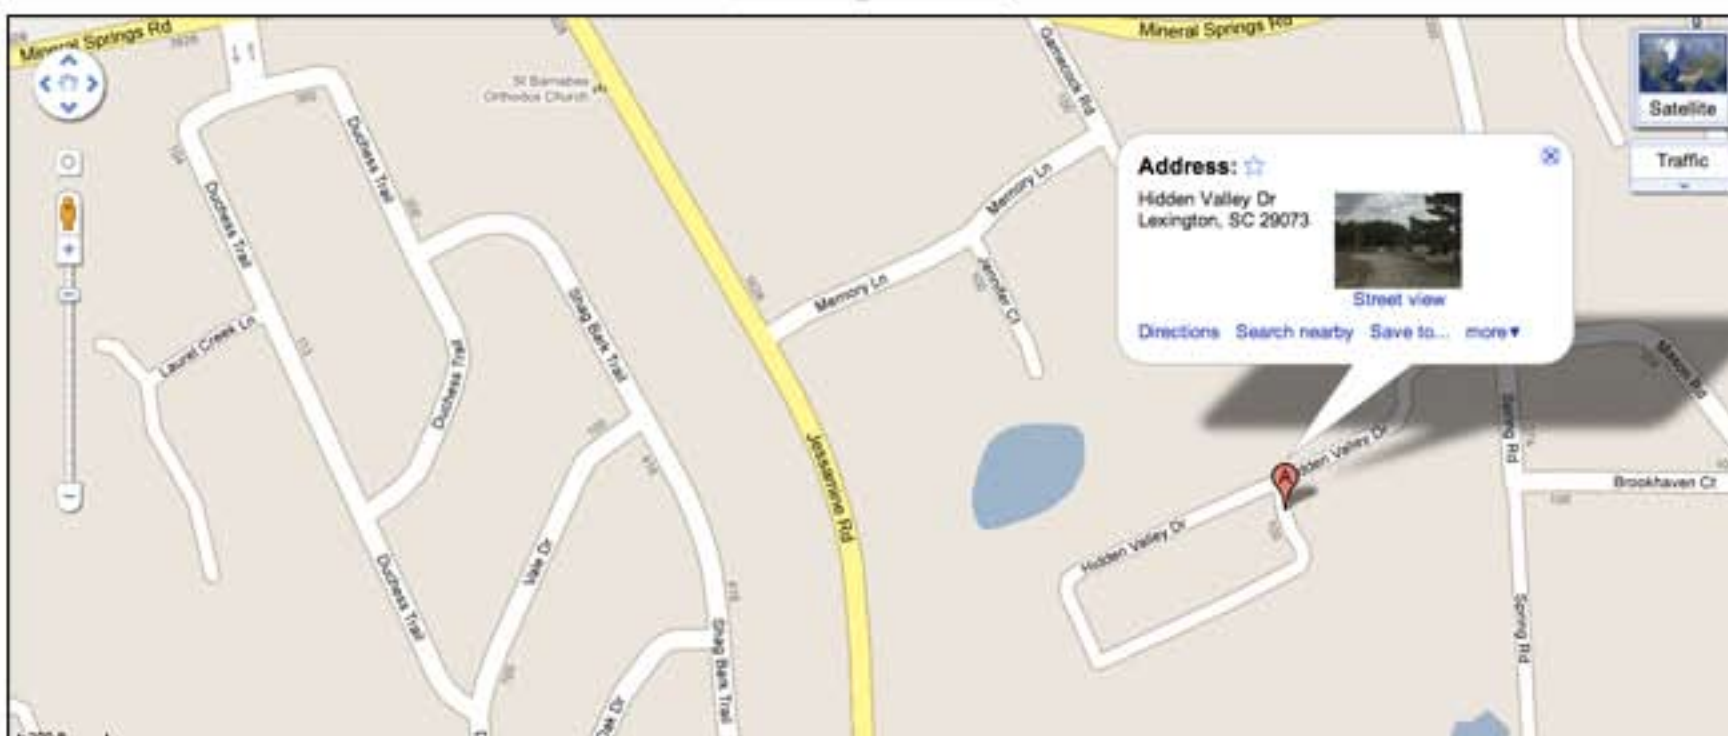 Mineral Springs Rd
Mineral Springs Rd
Gamecock Rd
St Barnabas
Orthodox Church
Satellite
Traffic
Address:
Hidden Valley Dr
Lexington, SC 29073
Street view
Directions Search nearby Save to... more▾
Duchess Trail
Duchess Trail
Duchess Trail
Duchess Trail
Laurel Creek Ln
Shag Bark Trail
Shag Bark Trail
Vale Dr
Oak Dr
Jessamine Rd
Memory Ln
Memory Ln
Jennifer Ct
A
Hidden Valley Dr
Spring Rd
Spring Rd
Brookhaven Ct